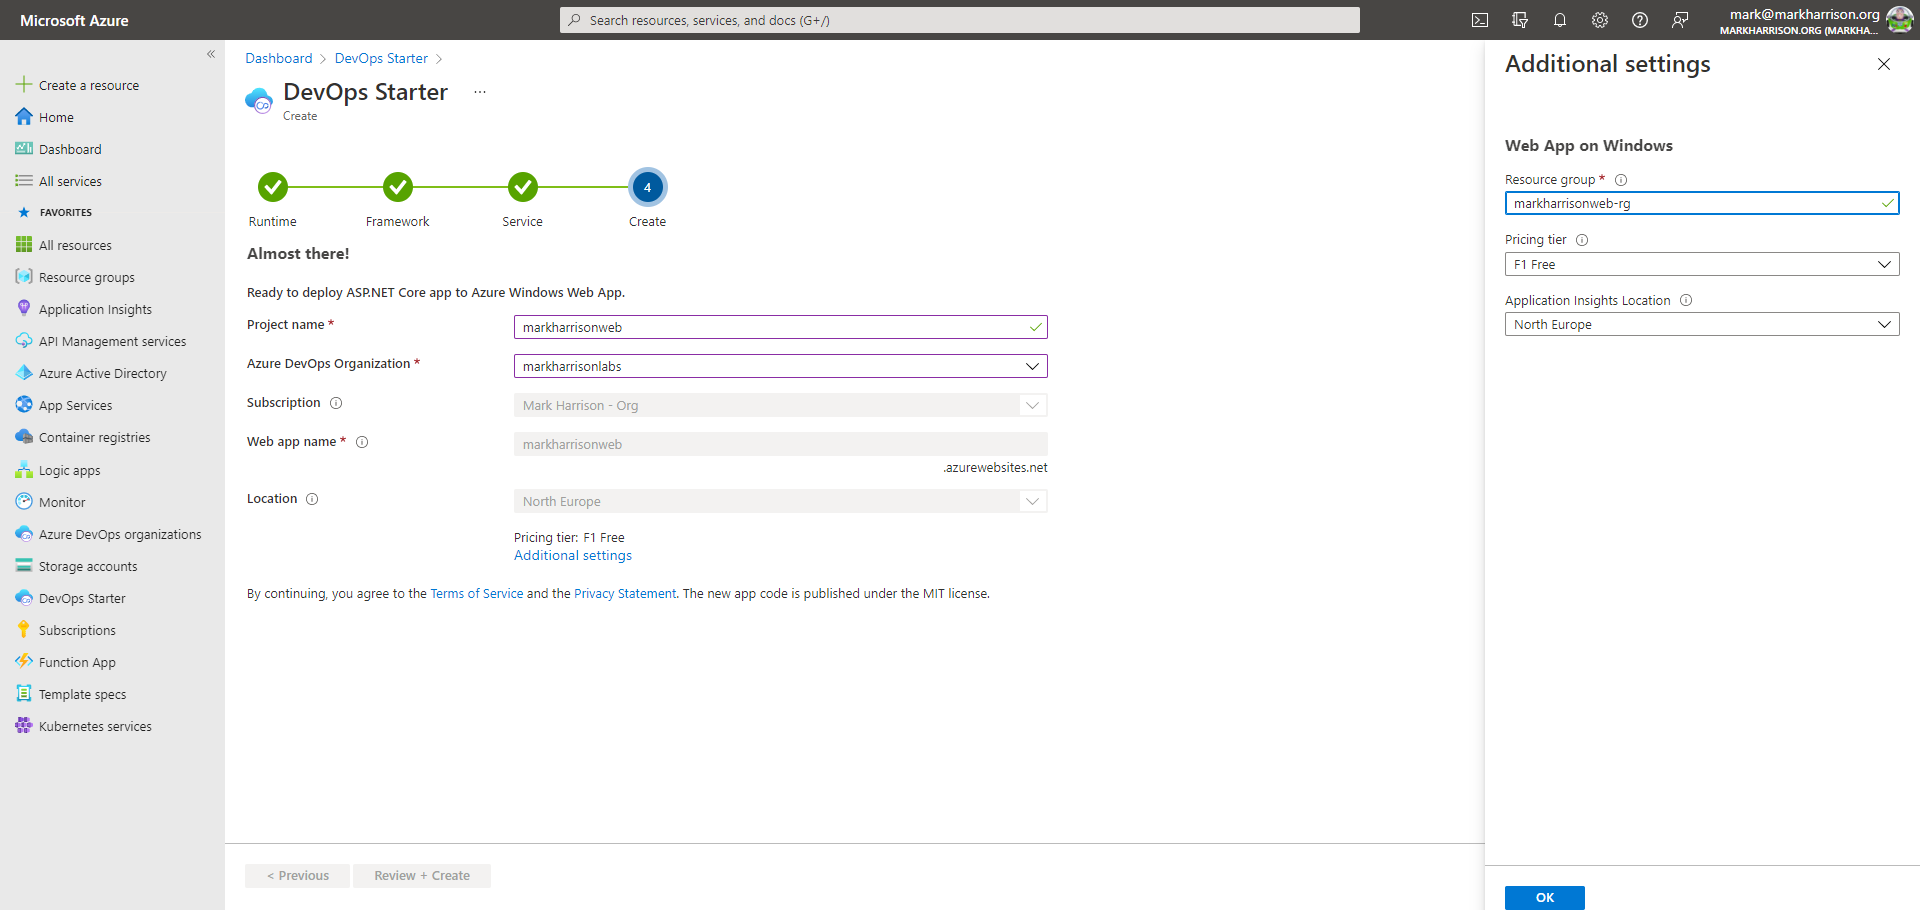 Microsoft Azure
Search resources, services, and docs (G+/)
mark@markharrison.org
MARKHARRISON.ORG (MARKHA...
«
Create a resource
Home
Dashboard
All services
FAVORITES
All resources
Resource groups
Application Insights
API Management services
Azure Active Directory
App Services
Container registries
Logic apps
Monitor
Azure DevOps organizations
Storage accounts
DevOps Starter
Subscriptions
Function App
Template specs
Kubernetes services
Dashboard > DevOps Starter >
DevOps Starter ...
Create
4
Runtime Framework Service Create
Almost there!
Ready to deploy ASP.NET Core app to Azure Windows Web App.
Project name * markharrisonweb
Azure DevOps Organization * markharrisonlabs
Subscription Mark Harrison - Org
Web app name * markharrisonweb
.azurewebsites.net
Location North Europe
Pricing tier: F1 Free
Additional settings
By continuing, you agree to the Terms of Service and the Privacy Statement. The new app code is published under the MIT license.
< Previous Review + Create
Additional settings
Web App on Windows
Resource group *
markharrisonweb-rg
Pricing tier
F1 Free
Application Insights Location
North Europe
OK